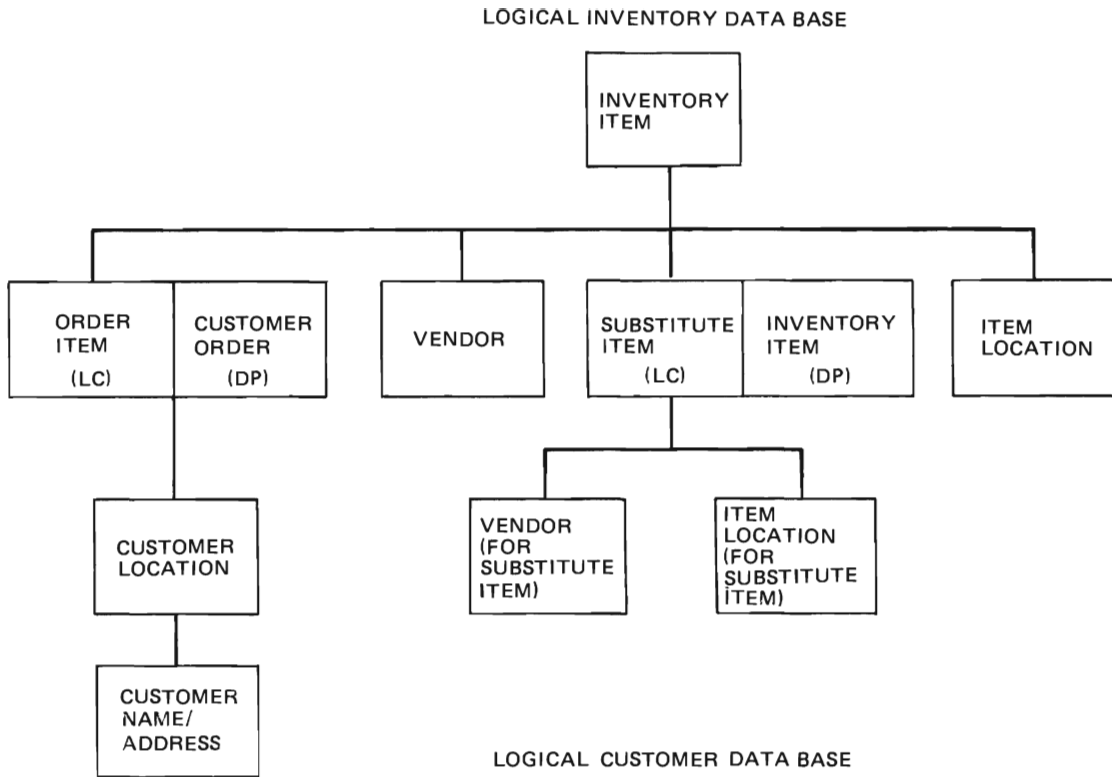 LOGICAL INVENTORY DATA BASE
INVENTORY
ITEM
ORDER
ITEM
(LC)
CUSTOMER
ORDER
(DP)
VENDOR
SUBSTITUTE
ITEM
(LC)
INVENTORY
ITEM
(DP)
ITEM
LOCATION
CUSTOMER
LOCATION
VENDOR
(FOR
SUBSTITUTE
ITEM)
ITEM
LOCATION
(FOR
SUBSTITUTE
ITEM)
CUSTOMER
NAME/
ADDRESS
LOGICAL CUSTOMER DATA BASE